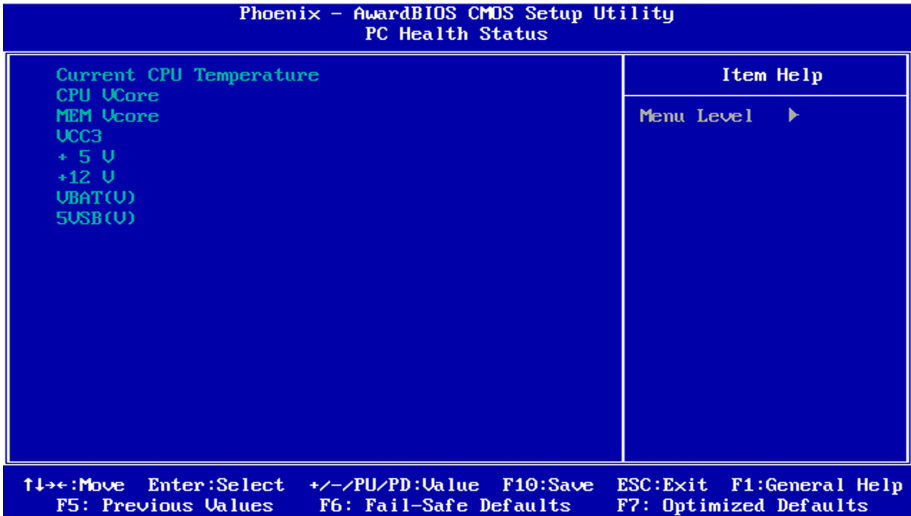 Phoenix - AwardBIOS CMOS Setup Utility
PC Health Status
Current CPU Temperature
CPU VCore
MEM Vcore
VCC3
+ 5 V
+12 V
VBAT(V)
5VSB(V)
Item Help
Menu Level ▶
↑↓→←:Move Enter:Select +/-/PU/PD:Value F10:Save ESC:Exit F1:General Help
F5: Previous Values F6: Fail-Safe Defaults F7: Optimized Defaults